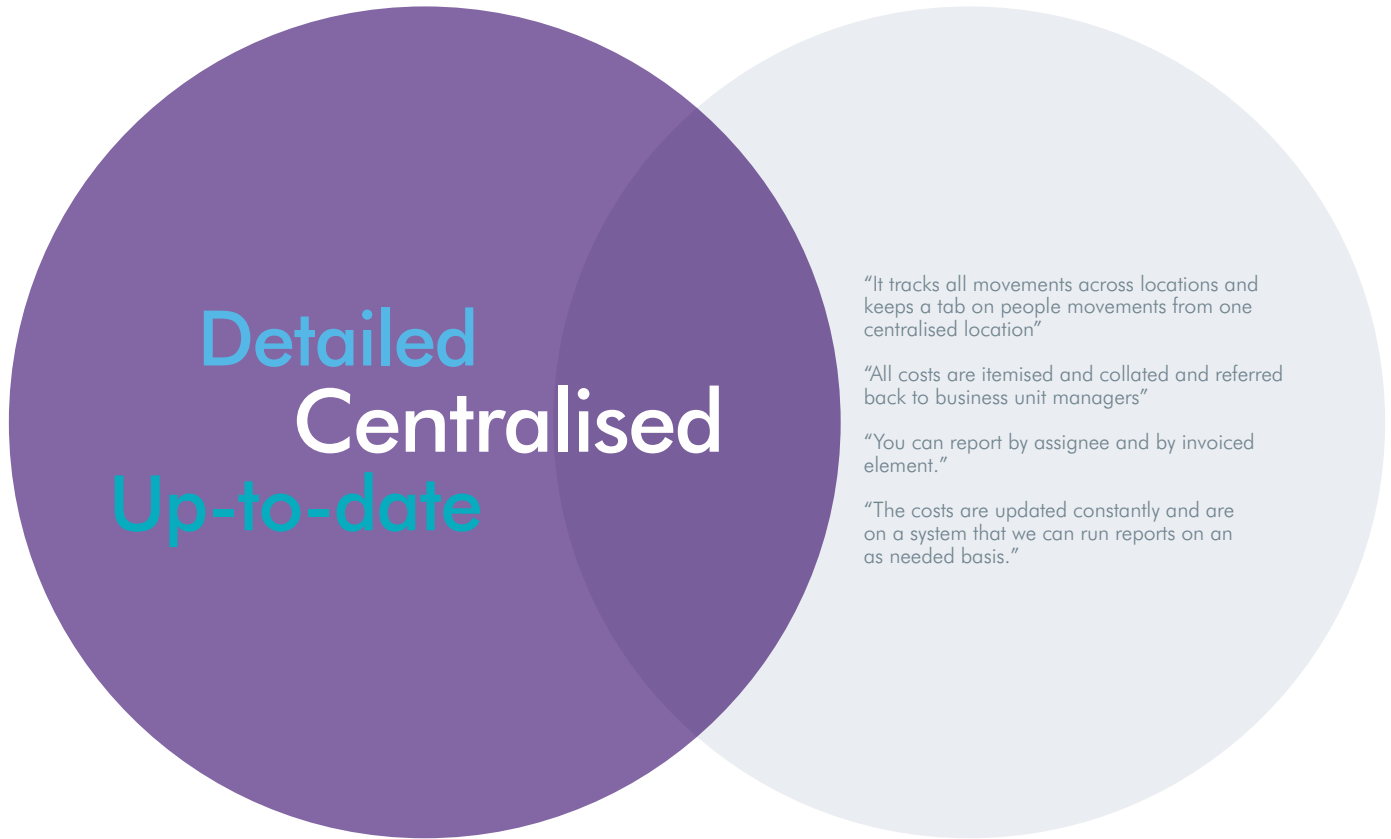 Detailed
Centralised
Up-to-date
“It tracks all movements across locations and
keeps a tab on people movements from one
centralised location”
“All costs are itemised and collated and referred
back to business unit managers”
“You can report by assignee and by invoiced
element.”
“The costs are updated constantly and are
on a system that we can run reports on an
as needed basis.”